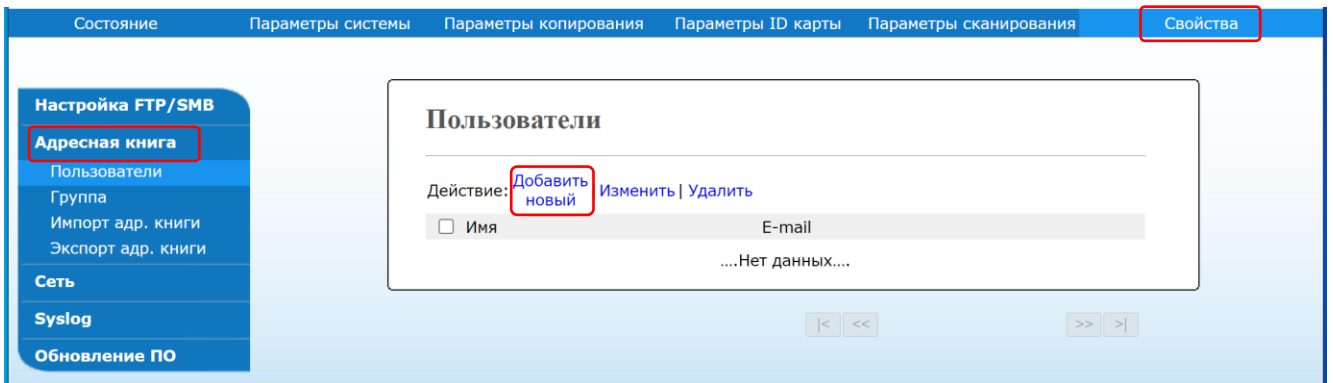 Состояние Параметры системы Параметры копирования Параметры ID карты Параметры сканирования Свойства
Настройка FTP/SMB
Адресная книга
Пользователи
Группа
Импорт адр. книги
Экспорт адр. книги
Сеть
Syslog
Обновление ПО
Пользователи
Действие: Добавить новый Изменить | Удалить
Имя E-mail
....Нет данных....
|< << >> >|